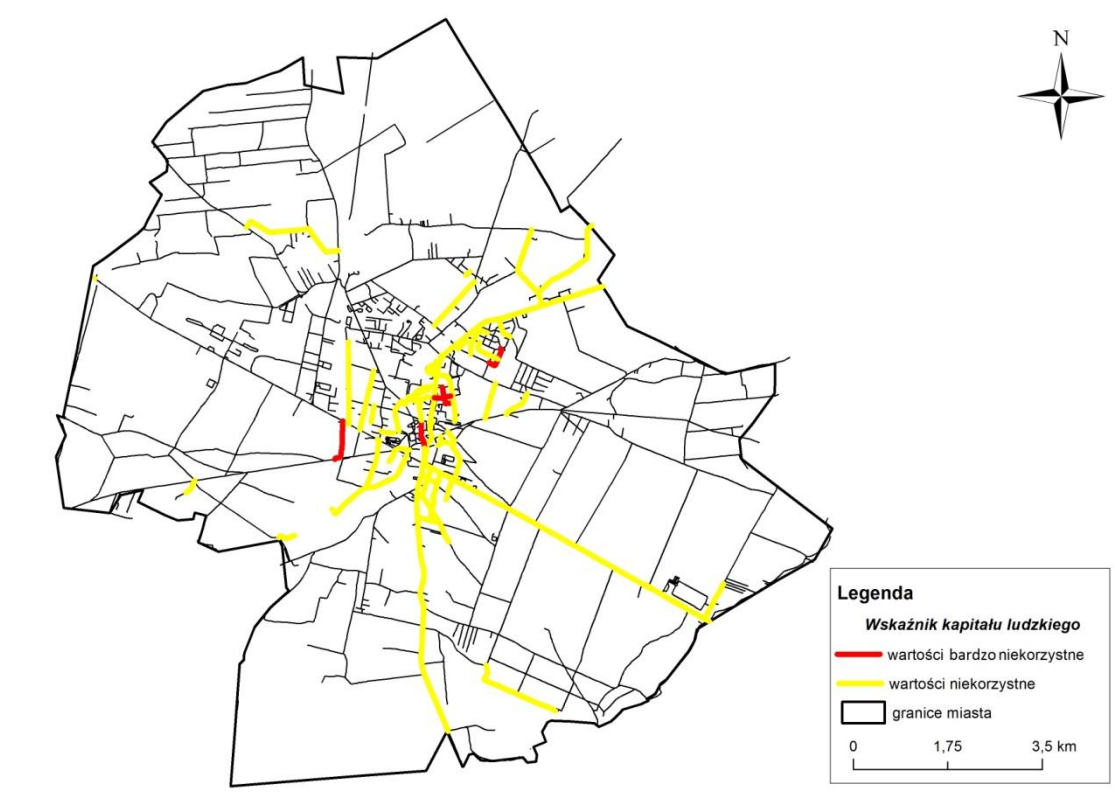 N
Legenda
Wskaźnik kapitału ludzkiego
wartości bardzo niekorzystne
wartości niekorzystne
granice miasta
0 1,75 3,5 km